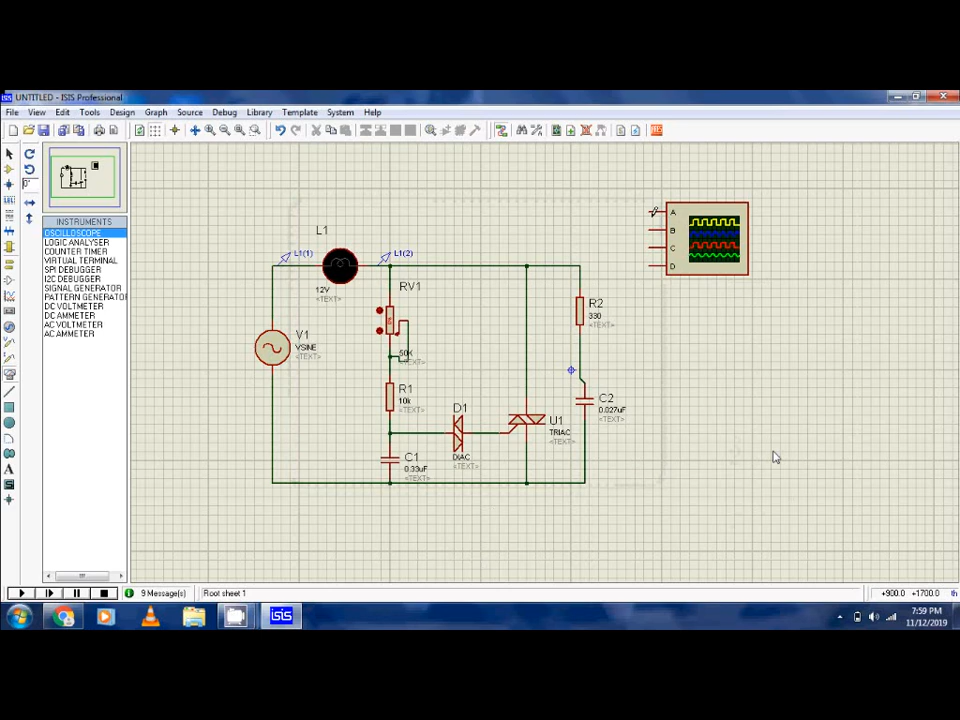 UNTITLED - ISIS Professional
File View Edit Tools Design Graph Source Debug Library Template System Help
INSTRUMENTS
OSCILLOSCOPE
LOGIC ANALYSER
COUNTER TIMER
VIRTUAL TERMINAL
SPI DEBUGGER
I2C DEBUGGER
SIGNAL GENERATOR
PATTERN GENERATOR
DC VOLTMETER
DC AMMETER
AC VOLTMETER
AC AMMETER
L1
L1(1)
L1(2)
12V
<TEXT>
RV1
50K
<TEXT>
V1
VSINE
<TEXT>
R1
10k
<TEXT>
C1
0.33uF
<TEXT>
D1
DIAC
<TEXT>
U1
TRIAC
<TEXT>
R2
330
<TEXT>
C2
0.027uF
<TEXT>
A
B
C
D
9 Message(s)
Root sheet 1
+900.0 +1700.0 th
isis
7:59 PM
11/12/2019